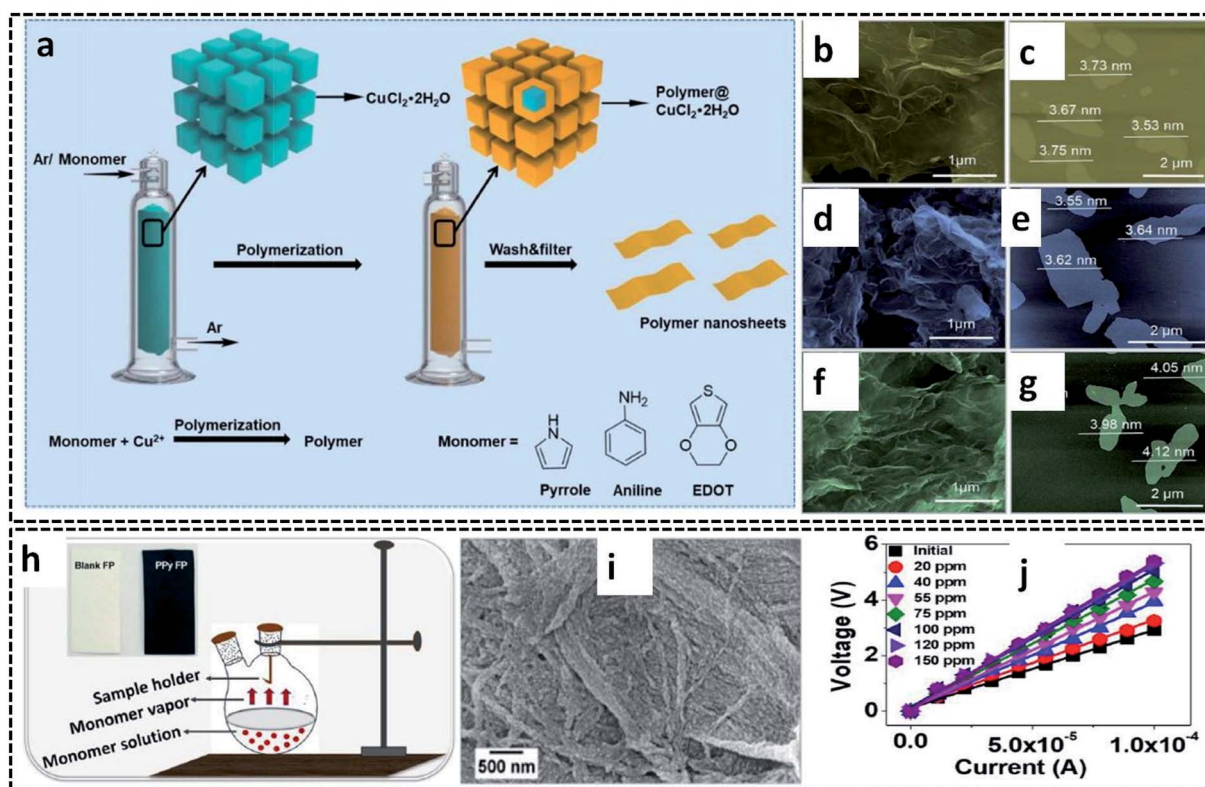 a
CuCl₂•2H₂O
Polymer@
CuCl₂•2H₂O
Ar/ Monomer
Polymerization
Wash&filter
Ar
Polymer nanosheets
Monomer + Cu²⁺
Polymerization
Polymer
Monomer =
H
N
NH₂
S
O
O
Pyrrole
Aniline
EDOT
b
1μm
c
3.73 nm
3.67 nm
3.53 nm
3.75 nm
2 μm
d
1μm
e
3.55 nm
3.64 nm
3.62 nm
2 μm
f
1μm
g
4.05 nm
3.98 nm
4.12 nm
2 μm
h
Blank FP
PPy FP
Sample holder
Monomer vapor
Monomer solution
i
500 nm
j
Initial
20 ppm
40 ppm
55 ppm
75 ppm
100 ppm
120 ppm
150 ppm
Voltage (V)
6
4
2
0
0.0
5.0x10⁻⁵
1.0x10⁻⁴
Current (A)